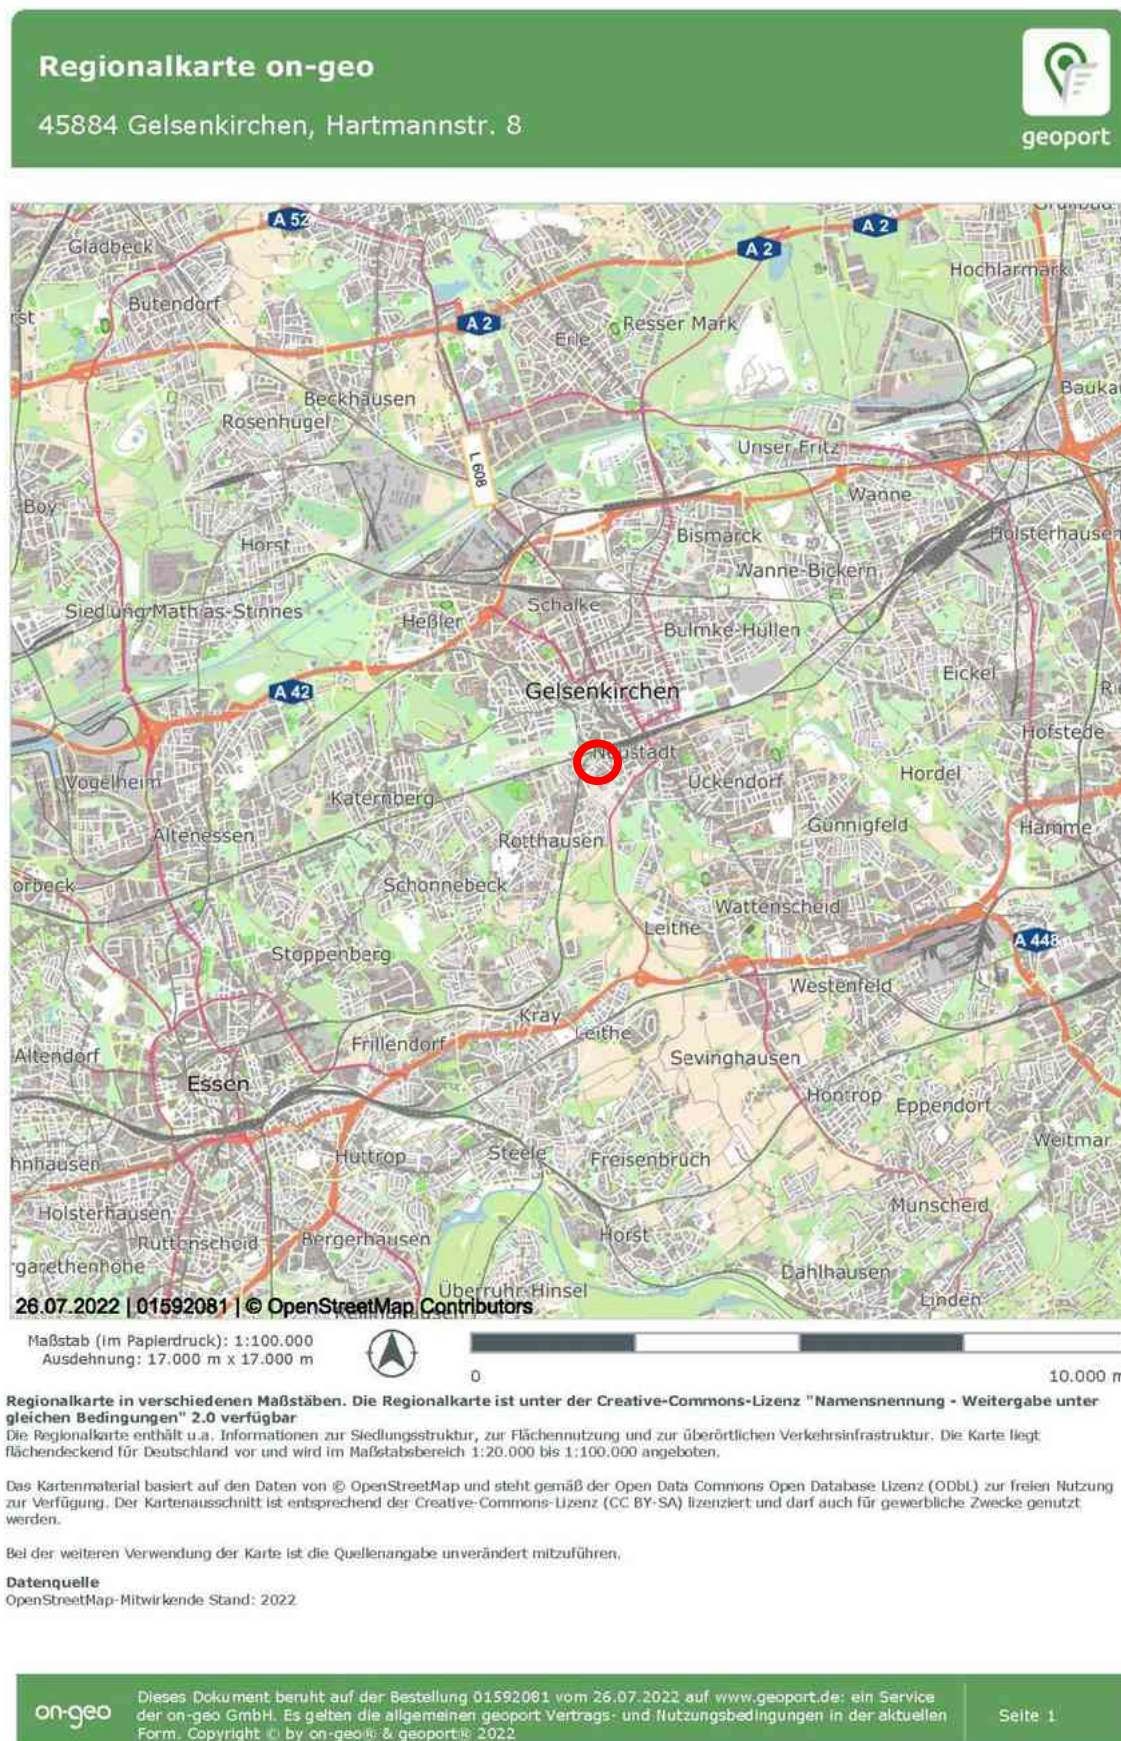 Regionalkarte on-geo
45884 Gelsenkirchen, Hartmannstr. 8
geoport
A 52
A 2
Gladbeck
A 2
Hochlarmark
Butendorf
A 2
Resser Mark
Erle
Beckhausen
Rosenhügel
Unser Fritz
L 608
Wanne
Boy
Bismarck
Holsterhausen
Horst
Wanne-Bickern
Schalke
Siedlung Mathias-Stinnes
Heßler
Bulmke-Hüllen
Eickel
Gelsenkirchen
A 42
Hofstede
Neustadt
Vogelheim
Ückendorf
Hordel
Katernberg
Günnigfeld
Hamme
Altenessen
Rotthausen
Schonnebeck
Wattenscheid
Leithe
A 448
Stoppenberg
Westenfeld
Kray
Leithe
Frillendorf
Altendorf
Sevinghausen
Essen
Höntrop
Eppendorf
Weitmar
Huttrop
Steele
Freisenbruch
Holsterhausen
Munscheid
Rüttenscheid
Bergerhausen
Horst
Dahlhausen
Überruhr-Hinsel
Linden
26.07.2022 | 01592081 | © OpenStreetMap Contributors
Maßstab (im Papierdruck): 1:100.000
Ausdehnung: 17.000 m x 17.000 m
0
10.000 m
Regionalkarte in verschiedenen Maßstäben. Die Regionalkarte ist unter der Creative-Commons-Lizenz "Namensnennung - Weitergabe unter
gleichen Bedingungen" 2.0 verfügbar
Die Regionalkarte enthält u.a. Informationen zur Siedlungsstruktur, zur Flächennutzung und zur überörtlichen Verkehrsinfrastruktur. Die Karte liegt
flächendeckend für Deutschland vor und wird im Maßstabsbereich 1:20.000 bis 1:100.000 angeboten.
Das Kartenmaterial basiert auf den Daten von © OpenStreetMap und steht gemäß der Open Data Commons Open Database Lizenz (ODbL) zur freien Nutzung
zur Verfügung. Der Kartenausschnitt ist entsprechend der Creative-Commons-Lizenz (CC BY-SA) lizenziert und darf auch für gewerbliche Zwecke genutzt
werden.
Bei der weiteren Verwendung der Karte ist die Quellenangabe unverändert mitzuführen.
Datenquelle
OpenStreetMap-Mitwirkende Stand: 2022
on-geo
Dieses Dokument beruht auf der Bestellung 01592081 vom 26.07.2022 auf www.geoport.de: ein Service
der on-geo GmbH. Es gelten die allgemeinen geoport Vertrags- und Nutzungsbedingungen in der aktuellen
Form. Copyright © by on-geo® & geoport® 2022
Seite 1